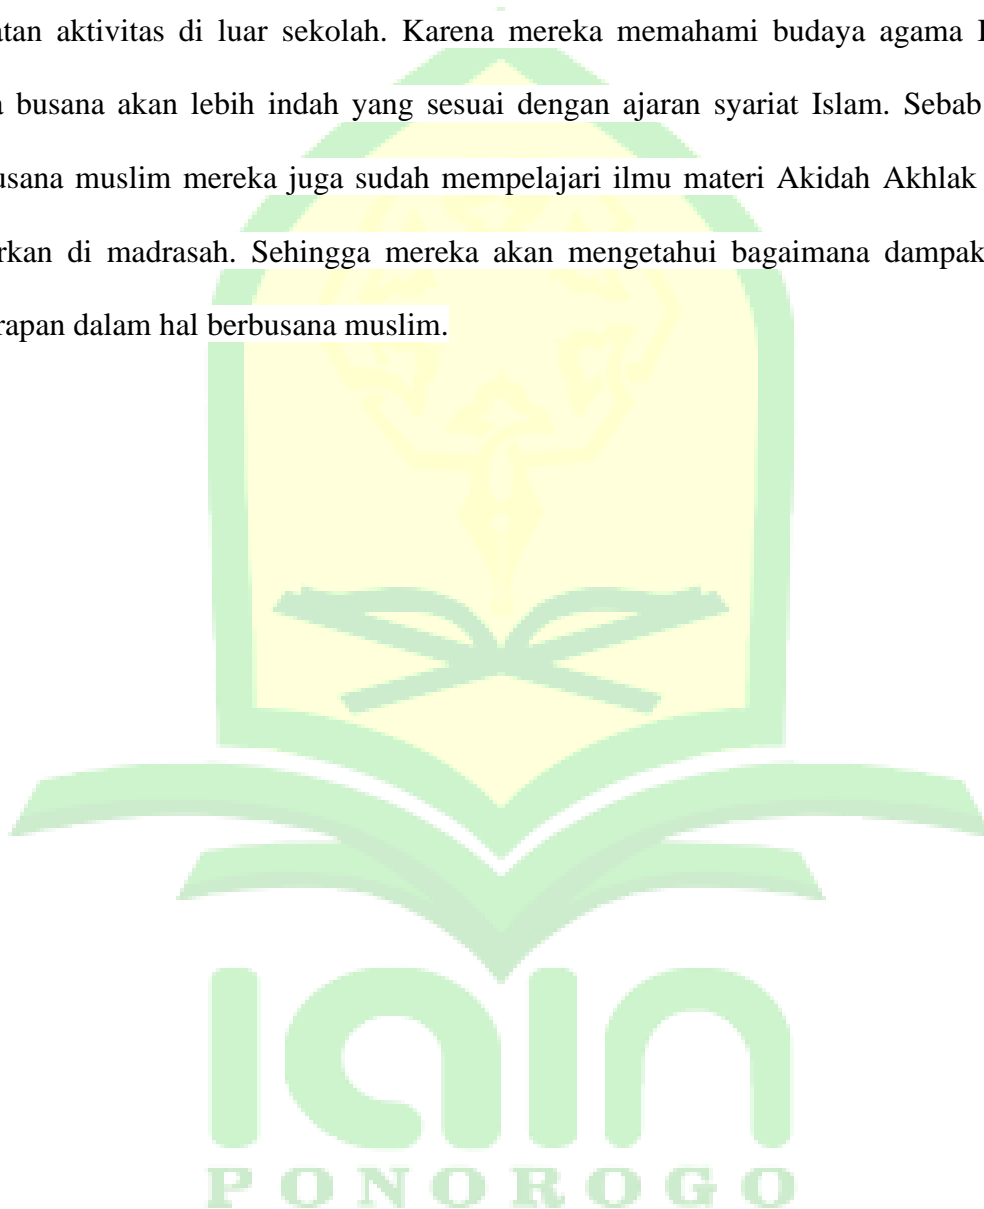 atan aktivitas di luar sekolah. Karena mereka memahami budaya agama
busana akan lebih indah yang sesuai dengan ajaran syariat Islam. Sebab
usana muslim mereka juga sudah mempelajari ilmu materi Akidah Akhlak
rkan di madrasah. Sehingga mereka akan mengetahui bagaimana dampak
rapan dalam hal berbusana muslim.
iain
PONOROGO